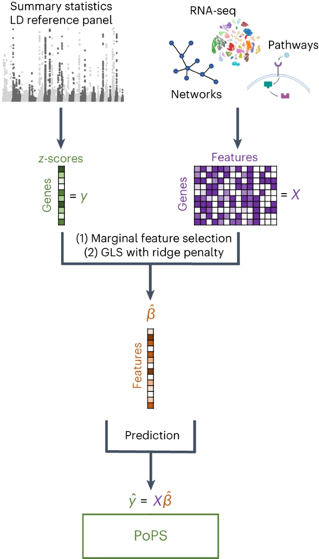 Summary statistics
LD reference panel
RNA-seq
Networks
Pathways
z-scores
Genes
= y
Features
Genes
= X
(1) Marginal feature selection
(2) GLS with ridge penalty
β̂
Features
Prediction
ŷ = Xβ̂
PoPS